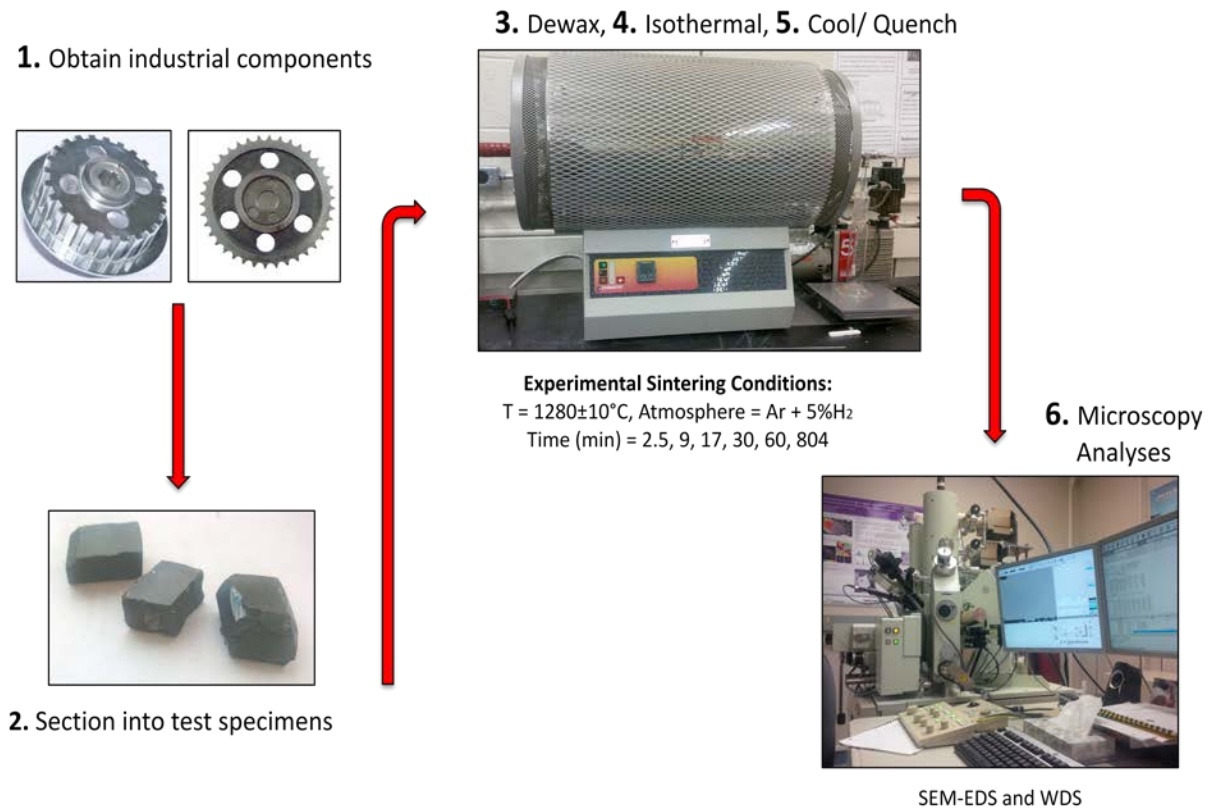 1. Obtain industrial components
2. Section into test specimens
3. Dewax, 4. Isothermal, 5. Cool/ Quench
5
Experimental Sintering Conditions:
T = 1280±10°C, Atmosphere = Ar + 5%H₂
Time (min) = 2.5, 9, 17, 30, 60, 804
6. Microscopy
Analyses
SEM-EDS and WDS